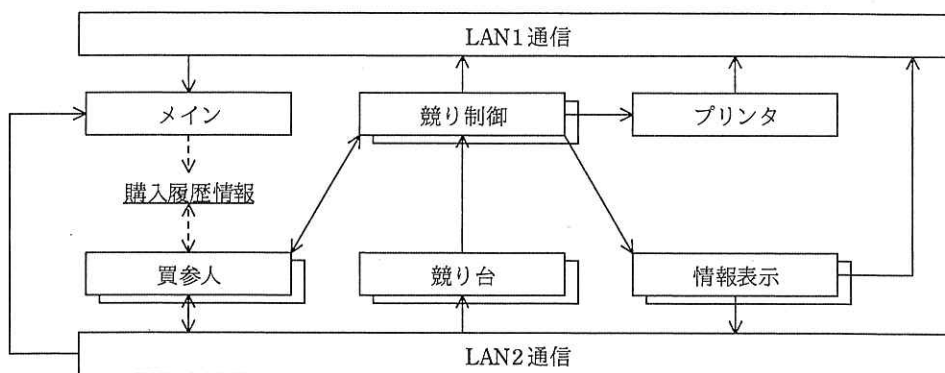 LAN1通信
メイン
競り制御
プリンタ
購入履歴情報
買参人
競り台
情報表示
LAN2通信